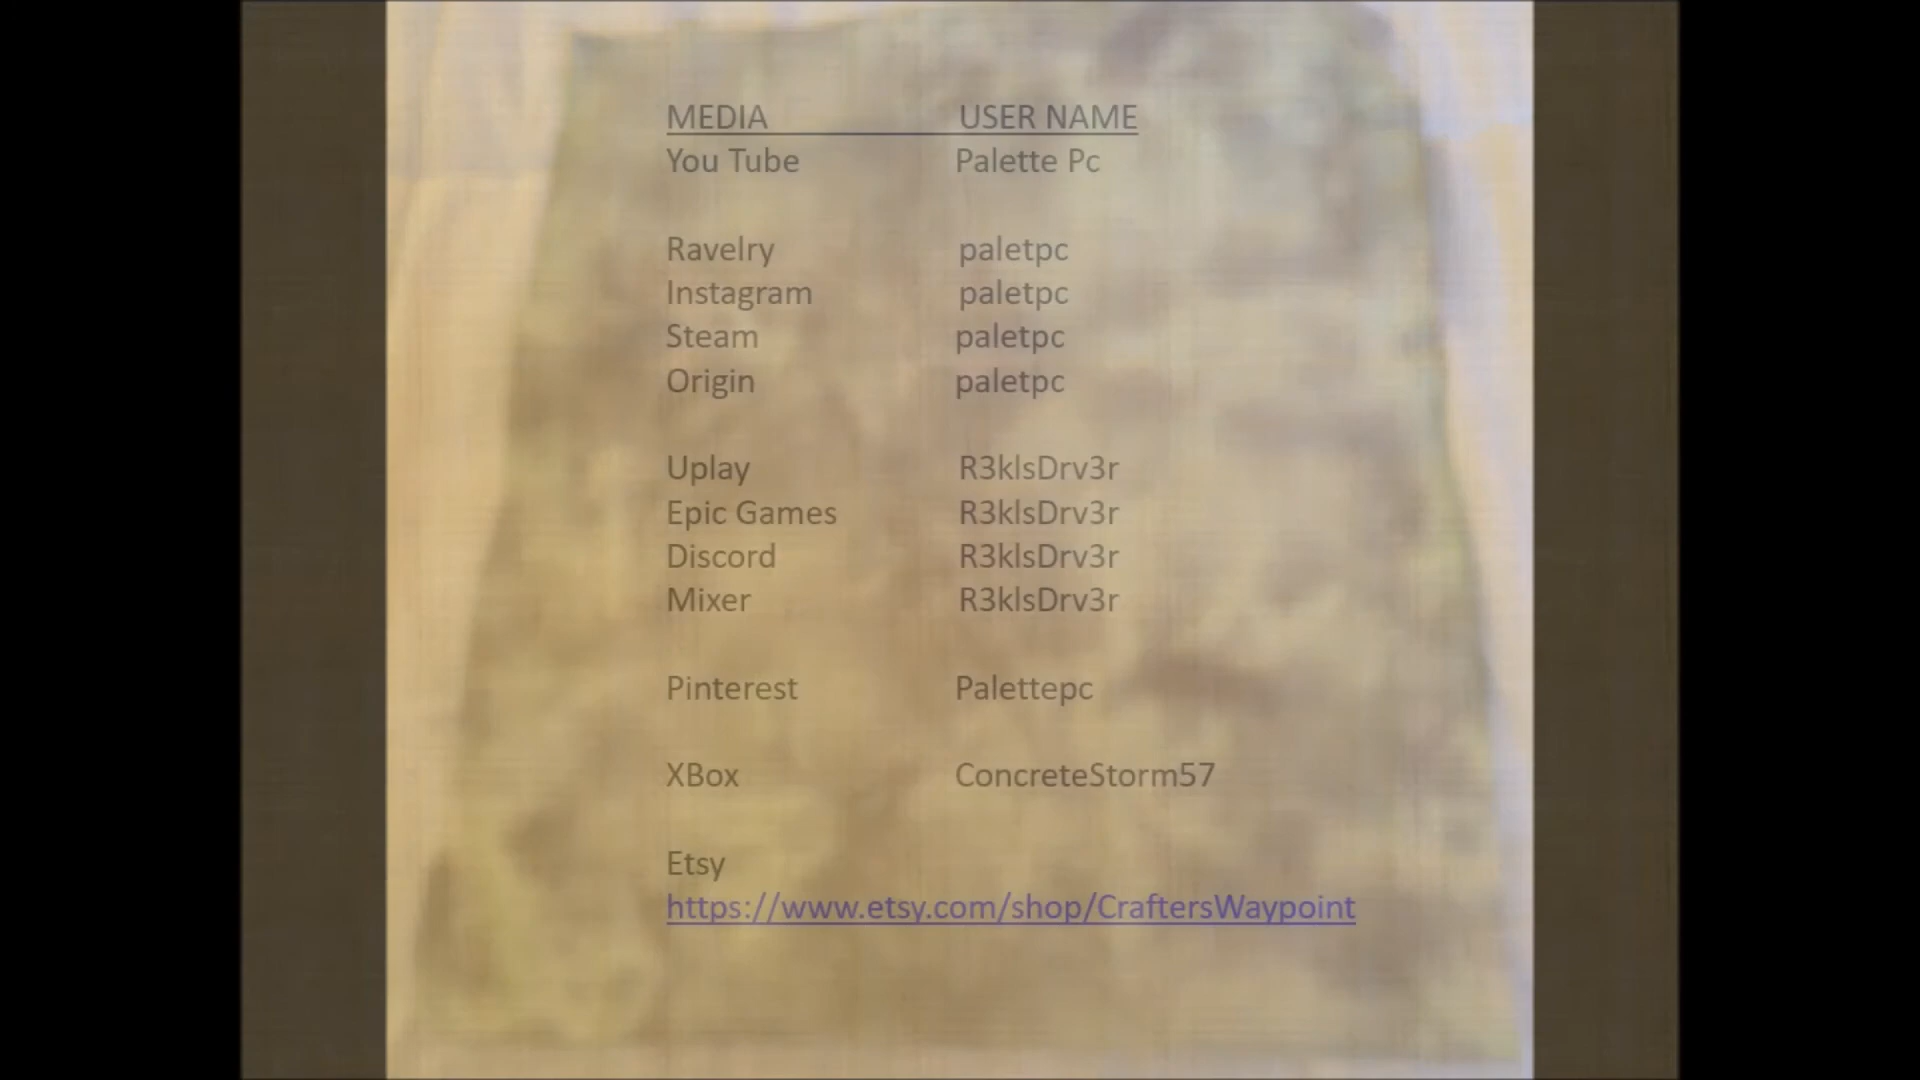 MEDIA USER NAME
You Tube Palette Pc
Ravelry paletpc
Instagram paletpc
Steam paletpc
Origin paletpc
Uplay R3klsDrv3r
Epic Games R3klsDrv3r
Discord R3klsDrv3r
Mixer R3klsDrv3r
Pinterest Palettepc
XBox ConcreteStorm57
Etsy
https://www.etsy.com/shop/CraftersWaypoint